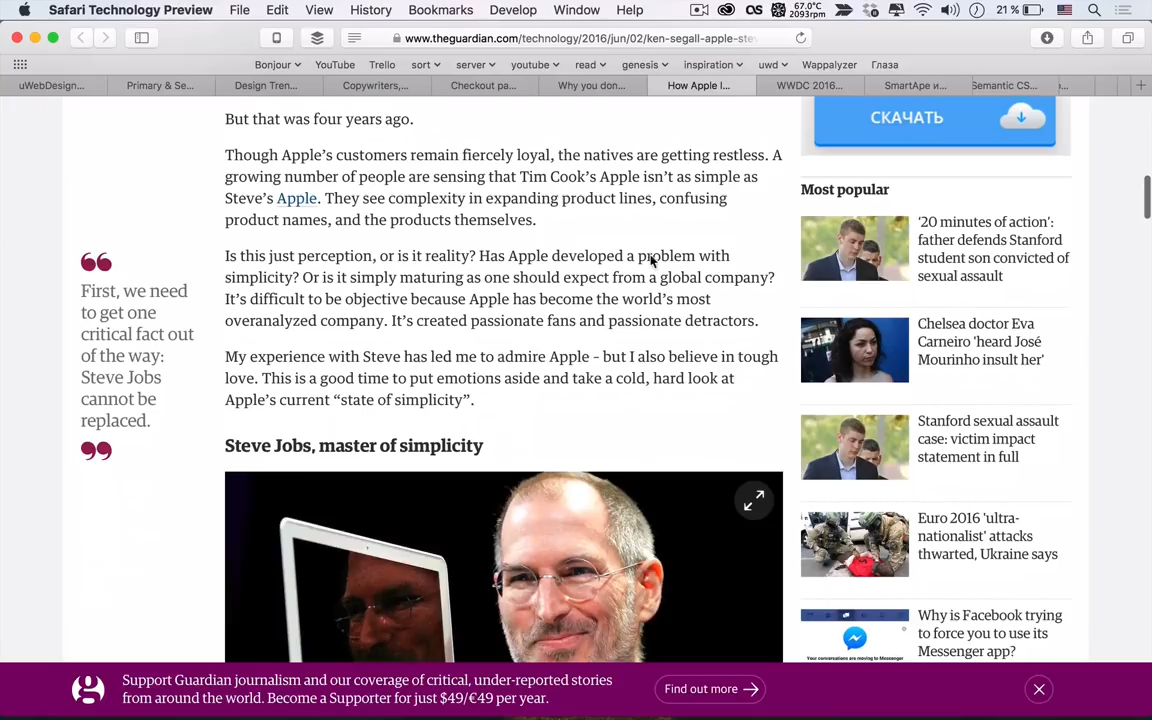 Safari Technology Preview File Edit View History Bookmarks Develop Window Help
67.0°C
2093rpm
21 %
www.theguardian.com/technology/2016/jun/02/ken-segall-apple-ste
Bonjour YouTube Trello sort server youtube read genesis inspiration uwd Wappalyzer Глаза
uWebDesign... Primary & Se... Design Tren... Copywriters,... Checkout pa... Why you don... How Apple l... WWDC 2016... SmartApe и... Semantic CS...
But that was four years ago.
Though Apple’s customers remain fiercely loyal, the natives are getting restless. A
growing number of people are sensing that Tim Cook’s Apple isn’t as simple as
Steve’s Apple. They see complexity in expanding product lines, confusing
product names, and the products themselves.
Is this just perception, or is it reality? Has Apple developed a problem with
simplicity? Or is it simply maturing as one should expect from a global company?
It’s difficult to be objective because Apple has become the world’s most
overanalyzed company. It’s created passionate fans and passionate detractors.
My experience with Steve has led me to admire Apple – but I also believe in tough
love. This is a good time to put emotions aside and take a cold, hard look at
Apple’s current “state of simplicity”.
Steve Jobs, master of simplicity
First, we need
to get one
critical fact out
of the way:
Steve Jobs
cannot be
replaced.
СКАЧАТЬ
Most popular
‘20 minutes of action’:
father defends Stanford
student son convicted of
sexual assault
Chelsea doctor Eva
Carneiro ‘heard José
Mourinho insult her’
Stanford sexual assault
case: victim impact
statement in full
Euro 2016 ‘ultra-
nationalist’ attacks
thwarted, Ukraine says
Why is Facebook trying
to force you to use its
Messenger app?
Your conversations are moving to Messenger
Support Guardian journalism and our coverage of critical, under-reported stories
from around the world. Become a Supporter for just $49/€49 per year.
Find out more